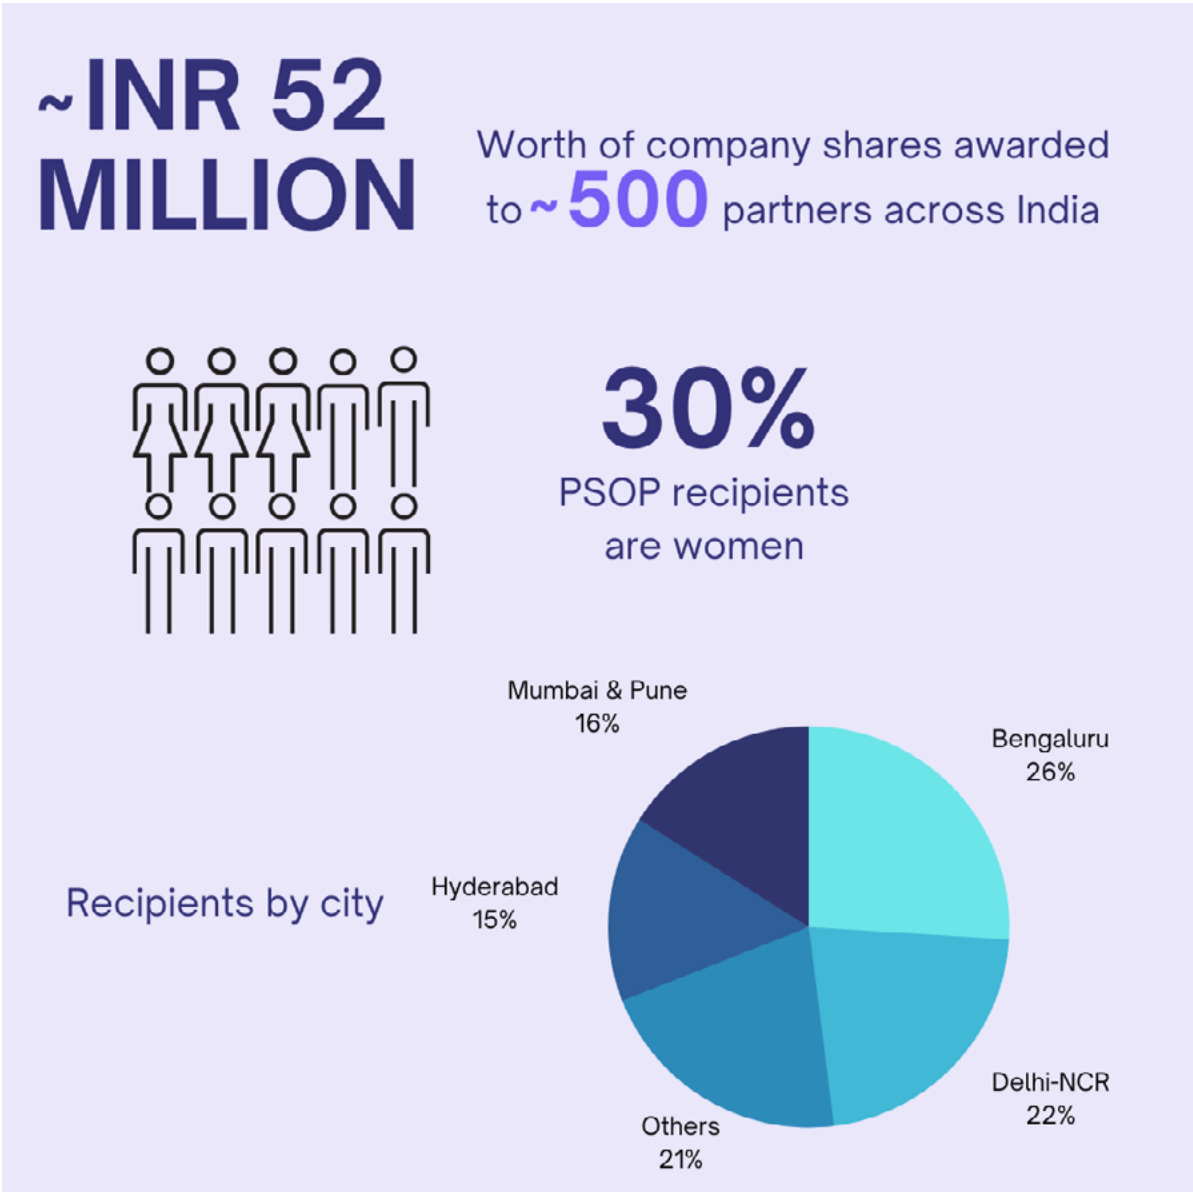 ~INR 52
MILLION
Worth of company shares awarded
to ~500 partners across India
30%
PSOP recipients
are women
Mumbai & Pune
16%
Bengaluru
26%
Recipients by city
Hyderabad
15%
Delhi-NCR
22%
Others
21%